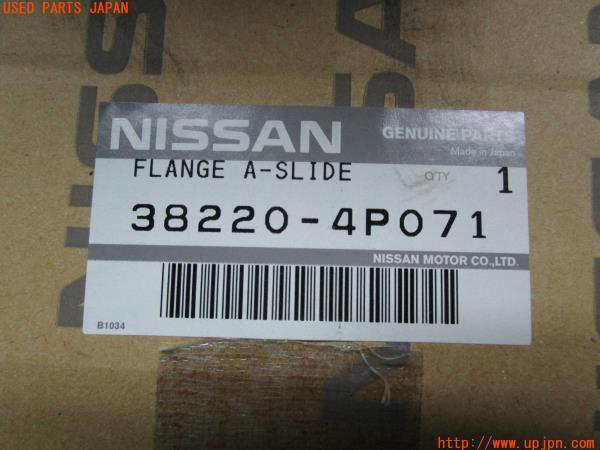 USED PARTS JAPAN
NISSAN
GENUINE PARTS
Made in Japan
FLANGE A-SLIDE
Q'TY 1
38220-4P071
NISSAN MOTOR CO.,LTD.
B1034
http://www.upjpn.com/